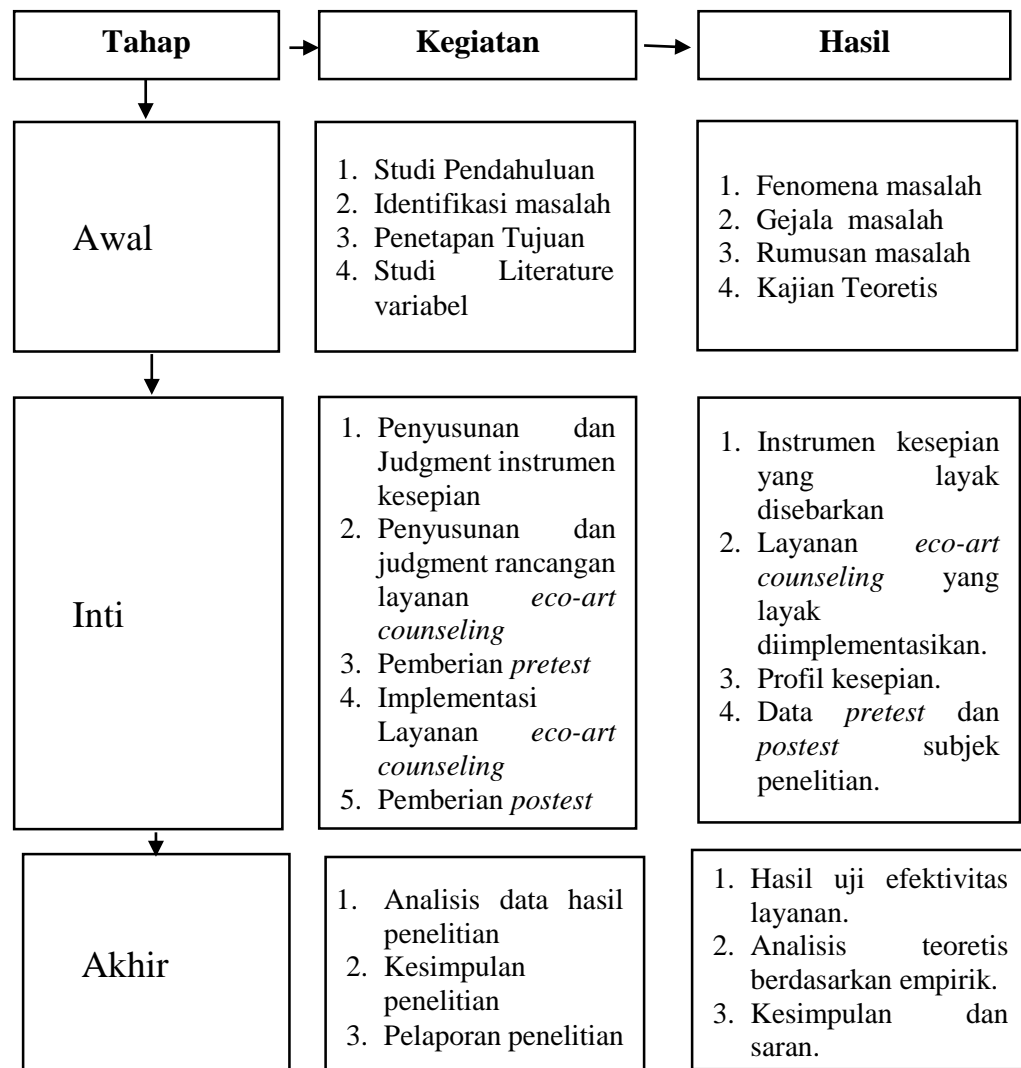 Tahap
Kegiatan
Hasil
Awal
1. Studi Pendahuluan
2. Identifikasi masalah
3. Penetapan Tujuan
4. Studi Literature
variabel
1. Fenomena masalah
2. Gejala masalah
3. Rumusan masalah
4. Kajian Teoretis
Inti
1. Penyusunan dan
Judgment instrumen
kesepian
2. Penyusunan dan
judgment rancangan
layanan eco-art
counseling
3. Pemberian pretest
4. Implementasi
Layanan eco-art
counseling
5. Pemberian postest
1. Instrumen kesepian
yang layak
disebarkan
2. Layanan eco-art
counseling yang
layak
diimplementasikan.
3. Profil kesepian.
4. Data pretest dan
postest subjek
penelitian.
Akhir
1. Analisis data hasil
penelitian
2. Kesimpulan
penelitian
3. Pelaporan penelitian
1. Hasil uji efektivitas
layanan.
2. Analisis teoretis
berdasarkan empirik.
3. Kesimpulan dan
saran.